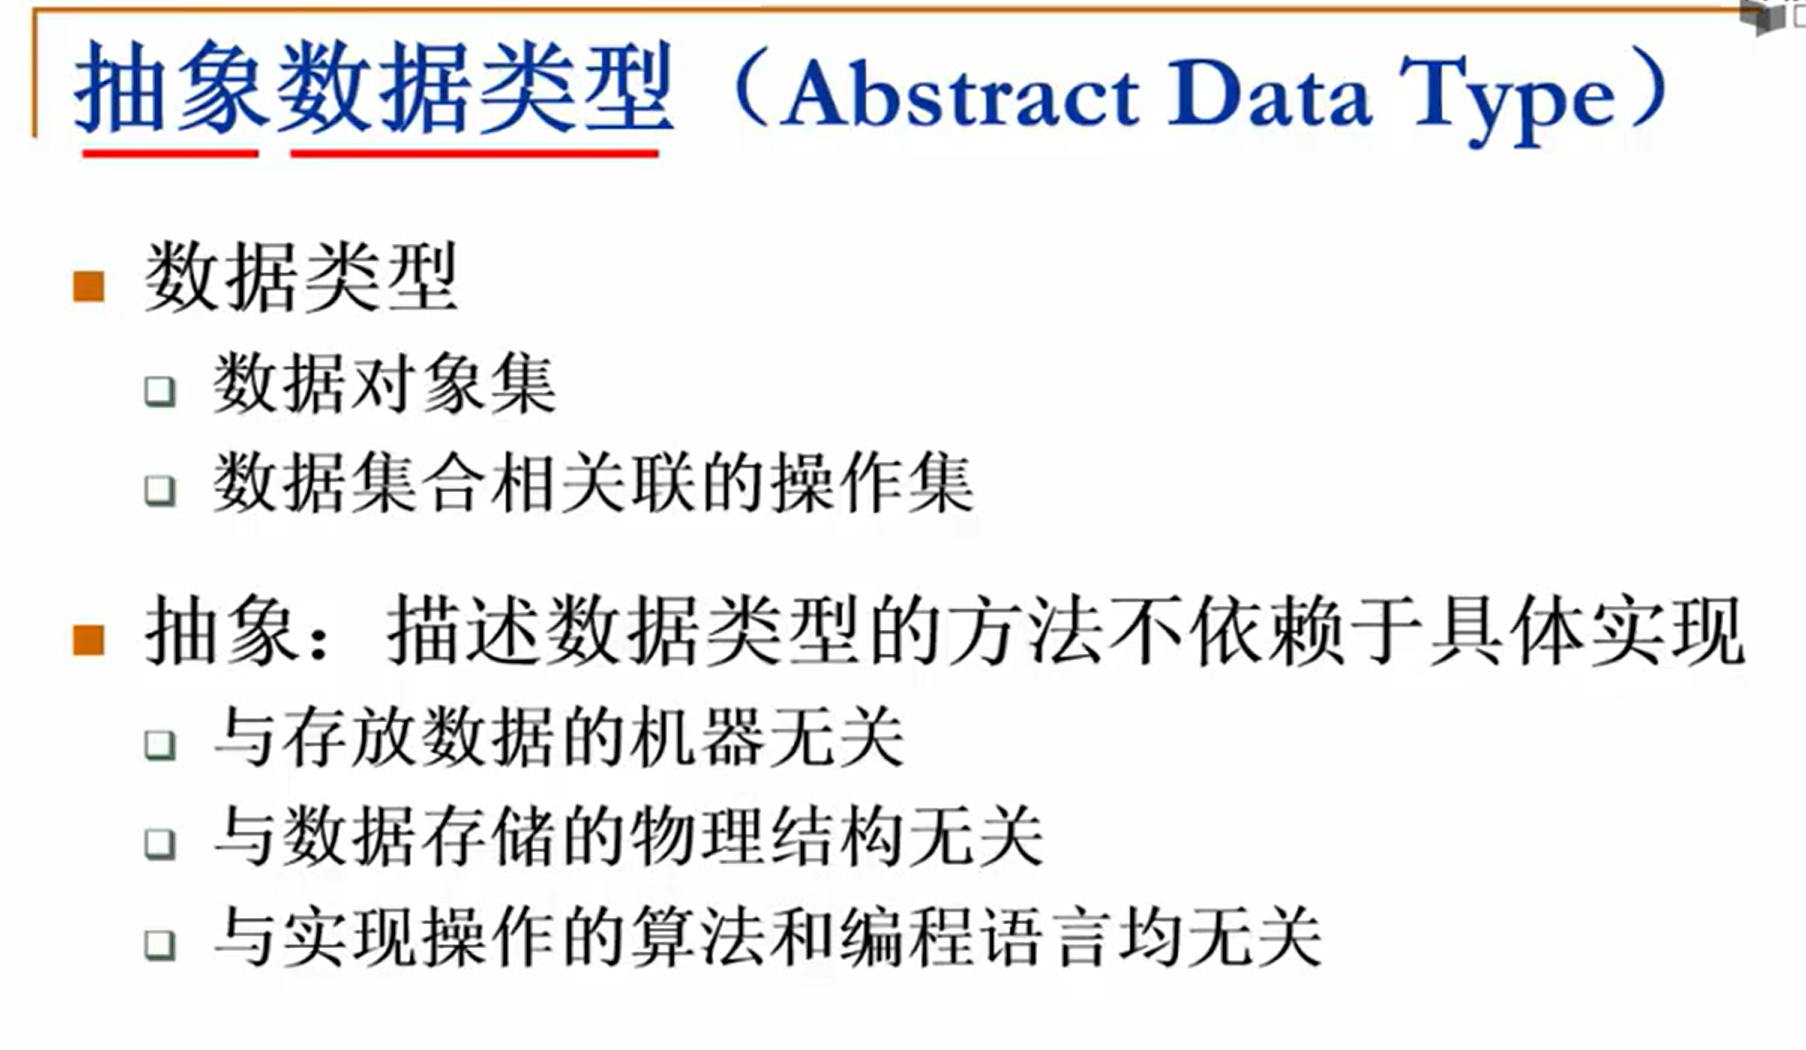 抽象数据类型（Abstract Data Type）
数据类型
数据对象集
数据集合相关联的操作集
抽象：描述数据类型的方法不依赖于具体实现
与存放数据的机器无关
与数据存储的物理结构无关
与实现操作的算法和编程语言均无关